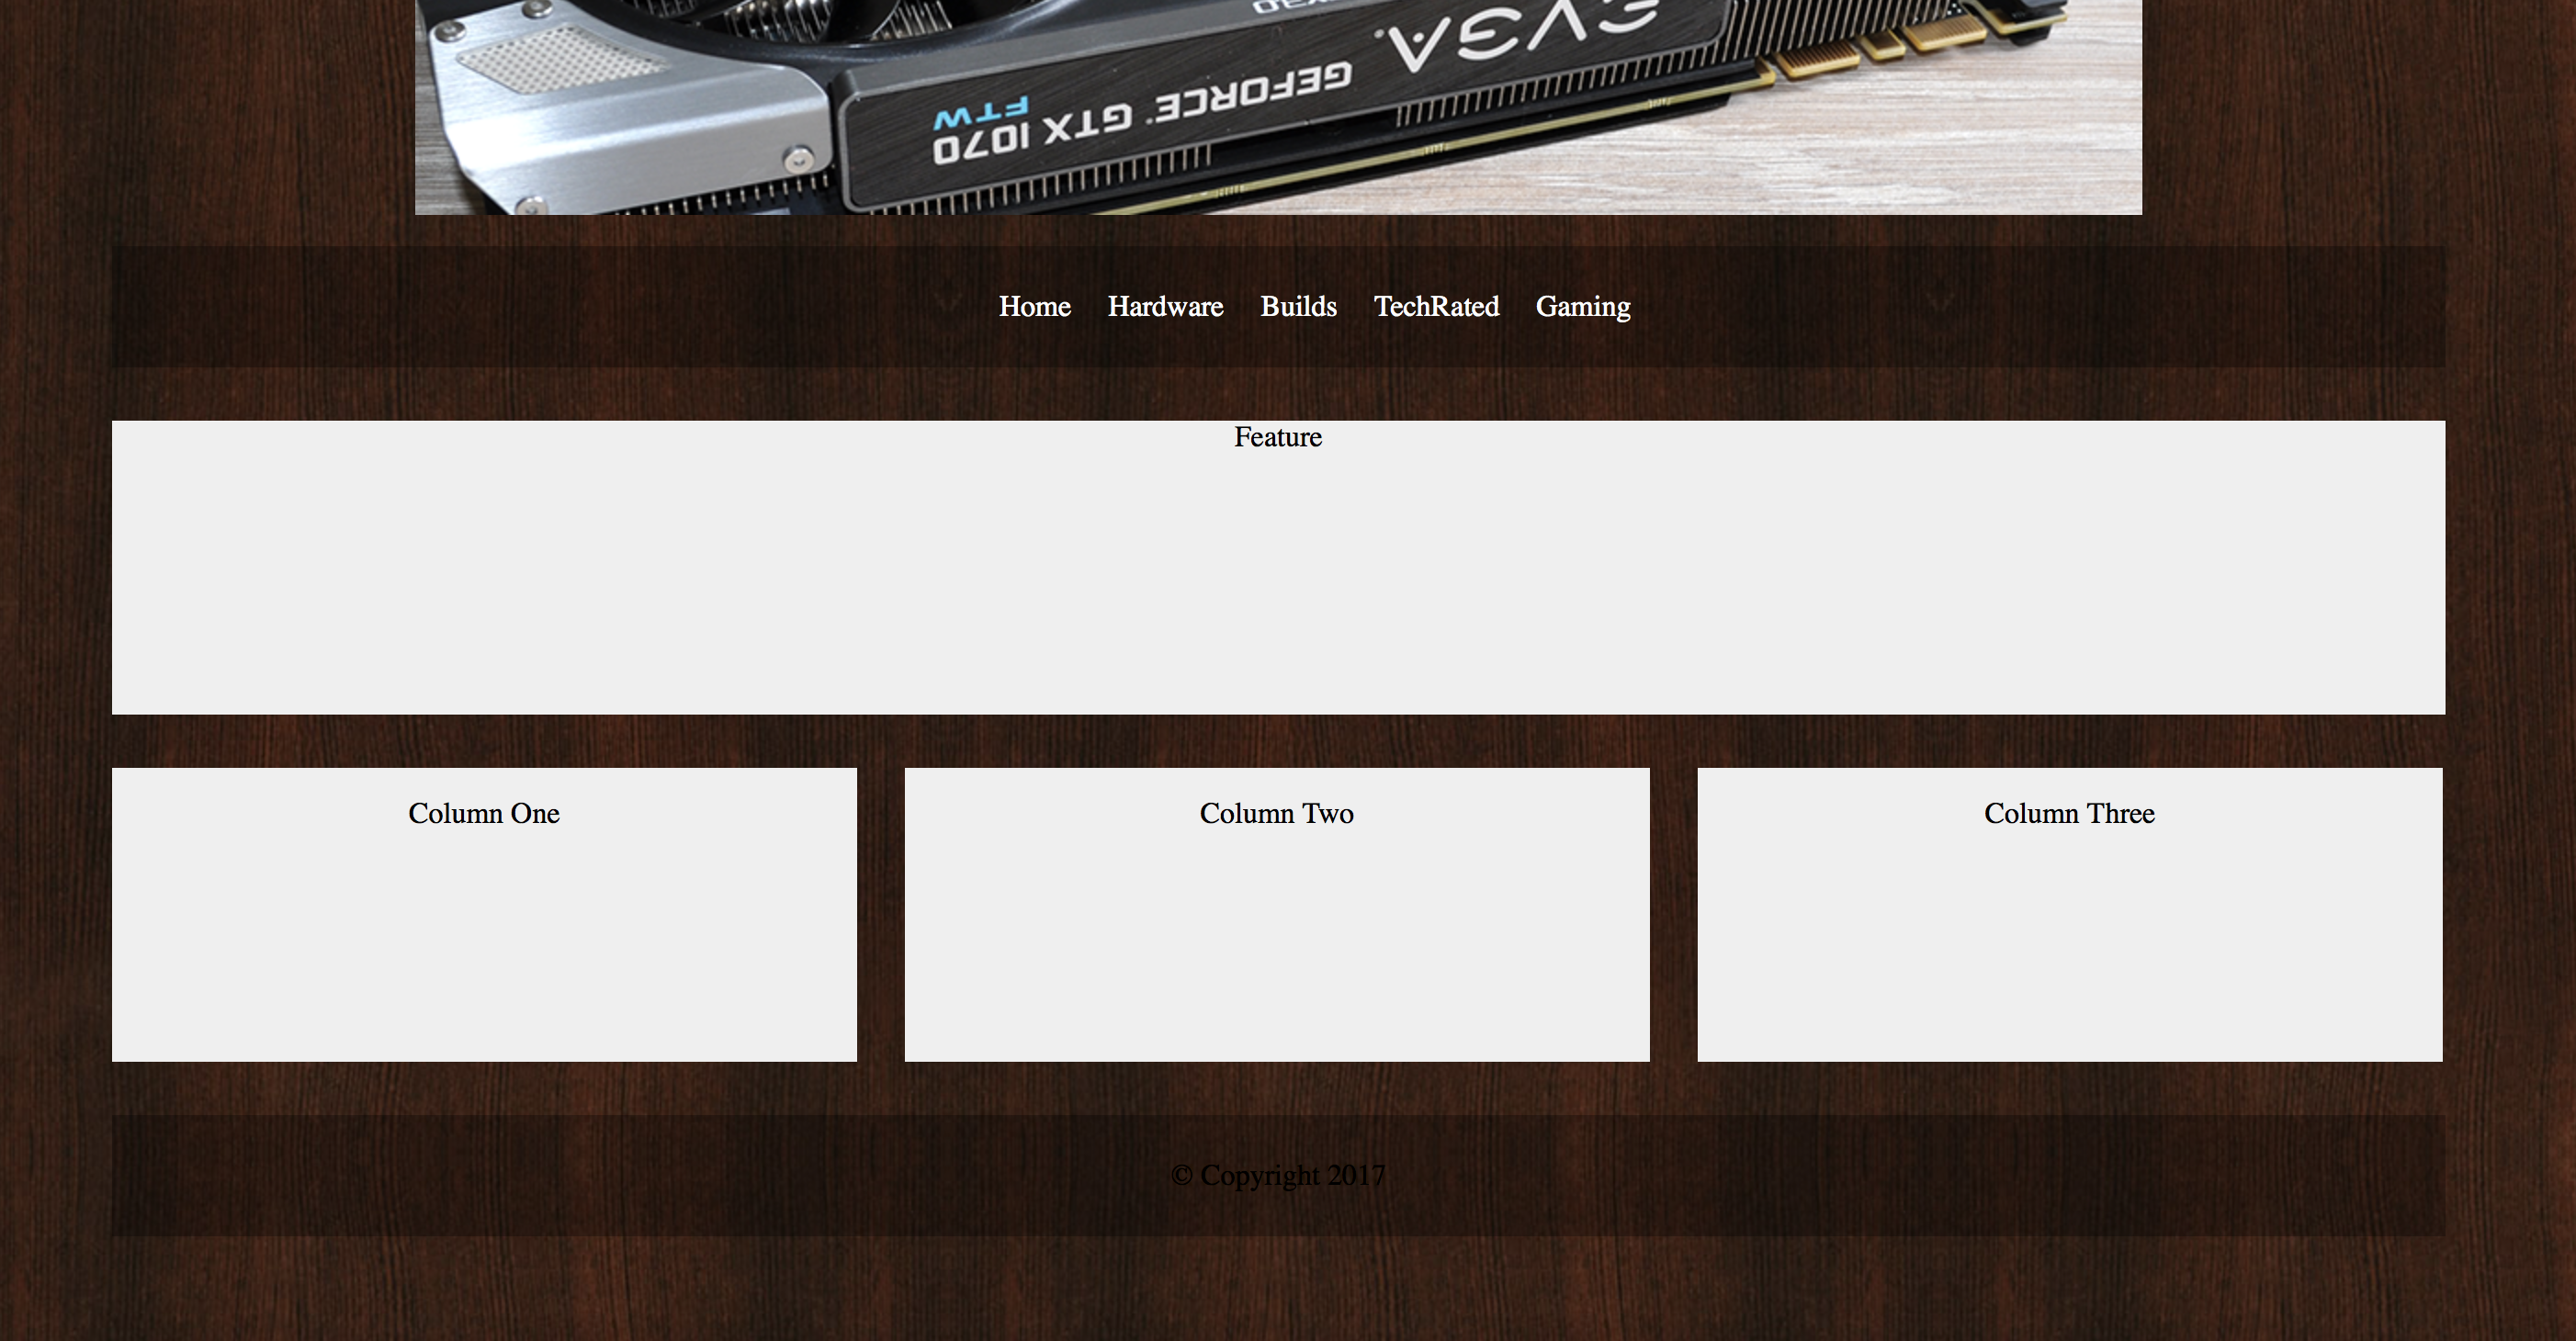 EVGA
GEFORCE GTX 1070
FTW
Home Hardware Builds TechRated Gaming
Feature
Column One Column Two Column Three
© Copyright 2017